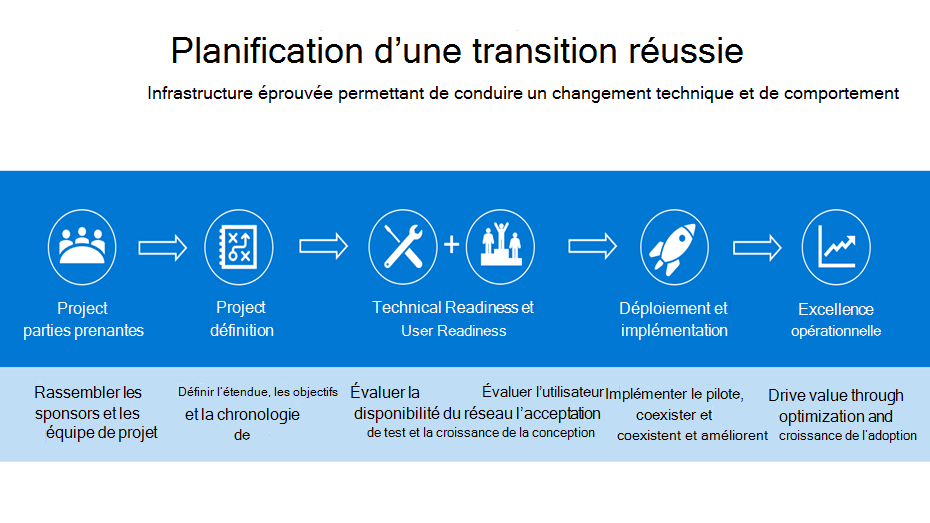 Planification d’une transition réussie
Infrastructure éprouvée permettant de conduire un changement technique et de comportement
Project
parties prenantes
Project
définition
Technical Readiness et
User Readiness
Déploiement et
implémentation
Excellence
opérationnelle
Rassembler les
sponsors et les
équipe de projet
Définir l’étendue, les objectifs
et la chronologie
de
Évaluer la
disponibilité du réseau
Évaluer l’utilisateur
l’acceptation
de test et la croissance de la conception
Implémenter le pilote,
coexister et
coexistent et améliorent
Drive value through
optimization and
croissance de l’adoption